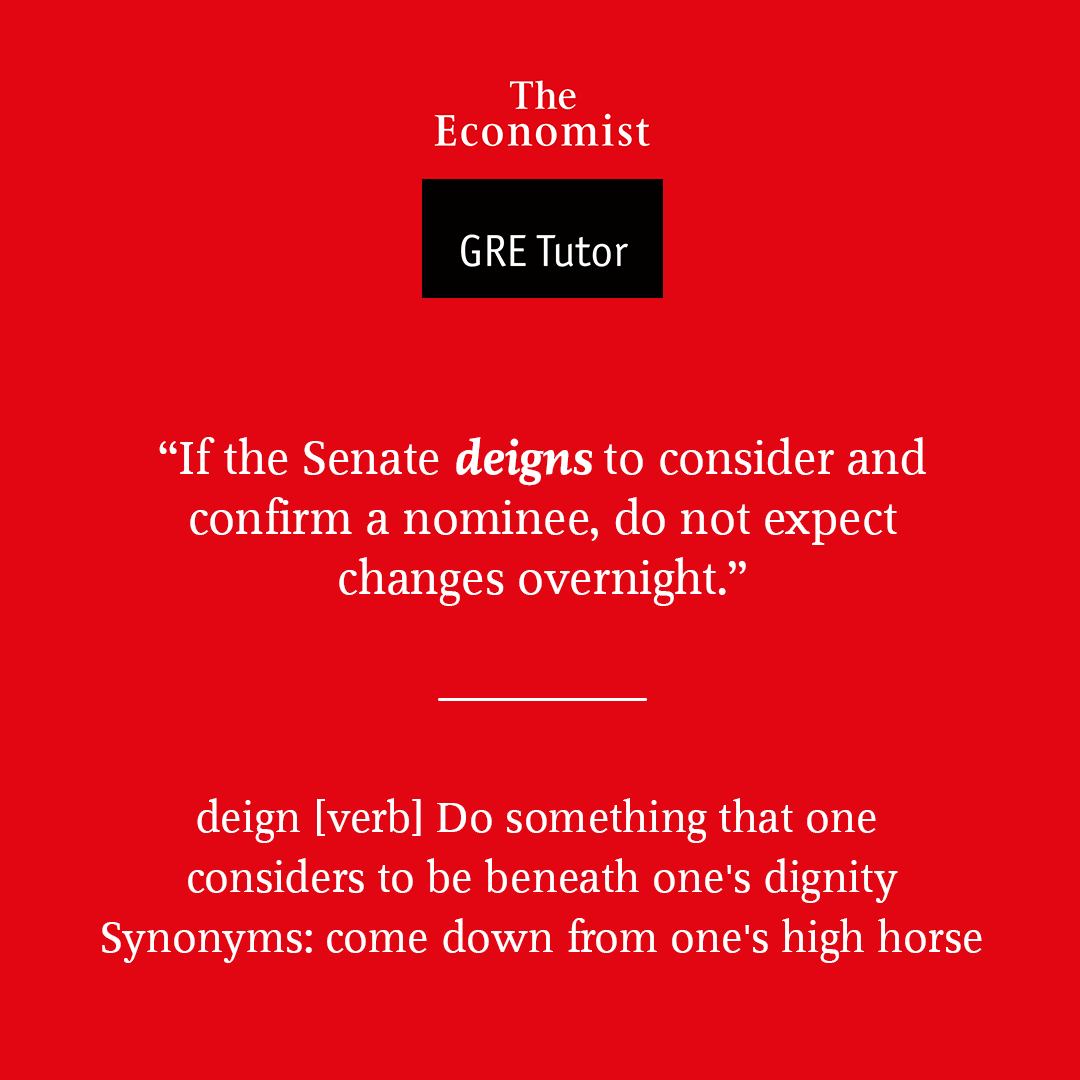 The
Economist
GRE Tutor
“If the Senate deigns to consider and
confirm a nominee, do not expect
changes overnight.”
deign [verb] Do something that one
considers to be beneath one's dignity
Synonyms: come down from one's high horse